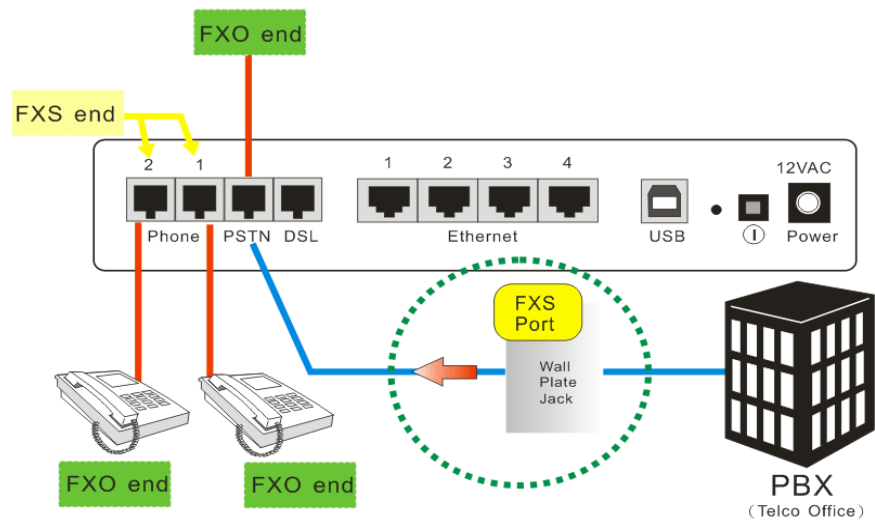 FXO end
FXS end
2 1
1 2 3 4
12VAC
Phone PSTN DSL
Ethernet
USB
I
Power
FXS
Port
Wall
Plate
Jack
FXO end
FXO end
PBX
(Telco Office)